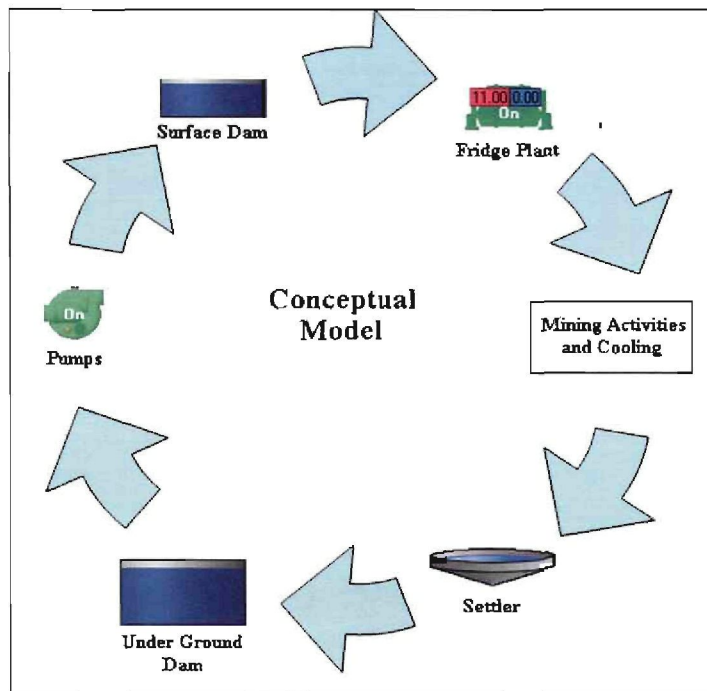 Surface Dam
11.00 0.00
On
Fridge Plant
Conceptual
Model
On
Pumps
Mining Activities
and Cooling
Under Ground
Dam
Settler